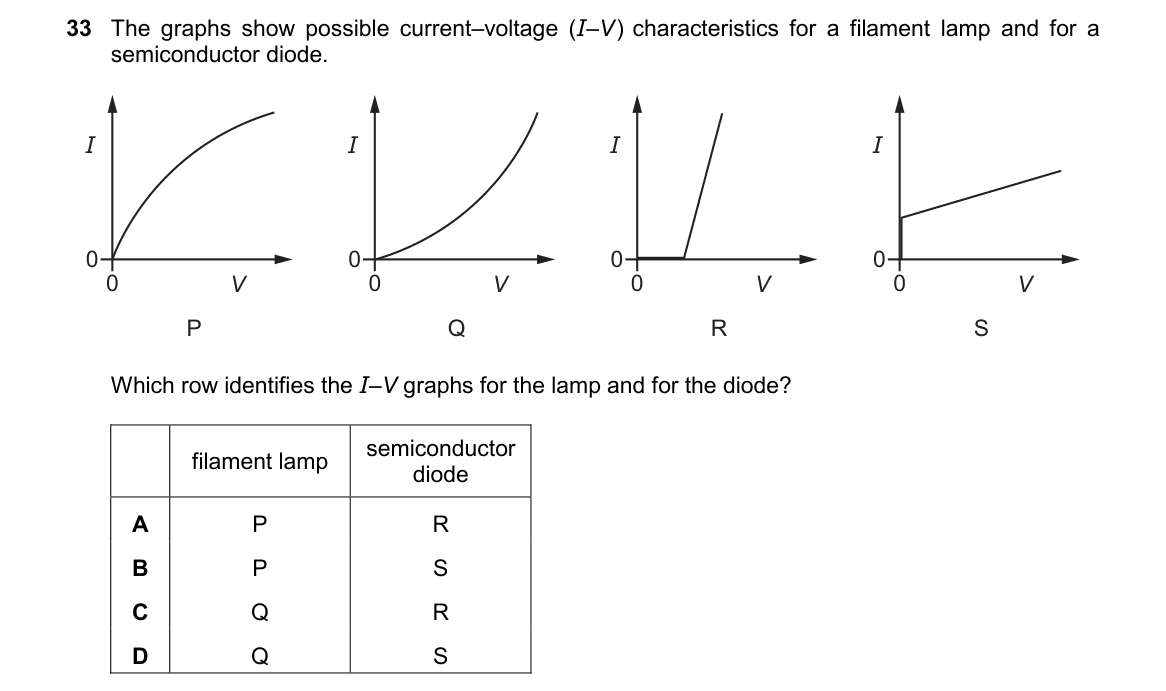 33 The graphs show possible current–voltage (I–V) characteristics for a filament lamp and for a
semiconductor diode.
I
0
0
V
P
I
0
0
V
Q
I
0
0
V
R
I
0
0
V
S
Which row identifies the I–V graphs for the lamp and for the diode?
filament lamp
semiconductor
diode
A P R
B P S
C Q R
D Q S